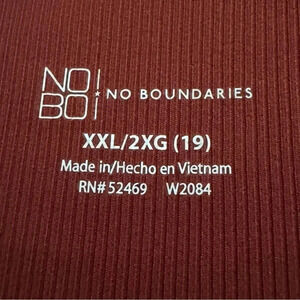 NO
BO
NO BOUNDARIES
XXL/2XG (19)
Made in/Hecho en Vietnam
RN# 52469 W2084